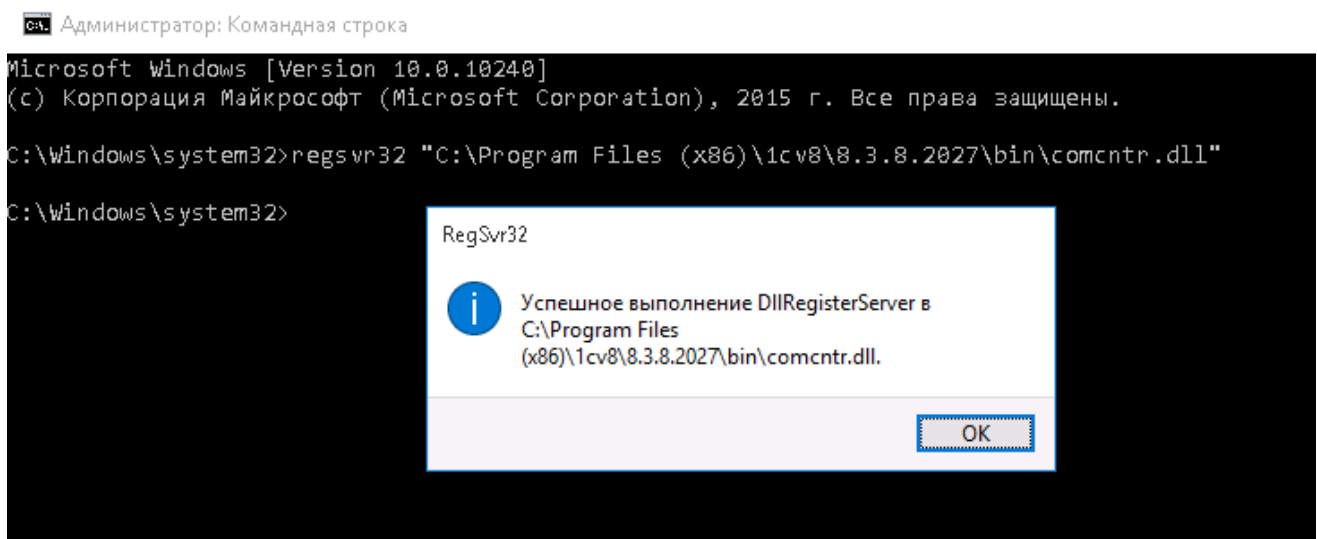 Администратор: Командная строка
Microsoft Windows [Version 10.0.10240]
(c) Корпорация Майкрософт (Microsoft Corporation), 2015 г. Все права защищены.
C:\Windows\system32>regsvr32 "C:\Program Files (x86)\1cv8\8.3.8.2027\bin\comcntr.dll"
C:\Windows\system32>
RegSvr32
Успешное выполнение DllRegisterServer в
C:\Program Files
(x86)\1cv8\8.3.8.2027\bin\comcntr.dll.
OK